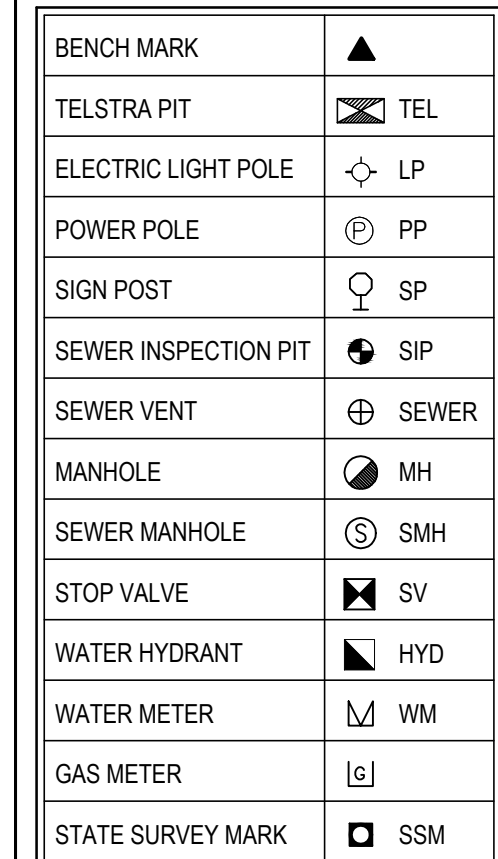 BENCH MARK
TELSTRA PIT TEL
ELECTRIC LIGHT POLE LP
POWER POLE P PP
SIGN POST SP
SEWER INSPECTION PIT SIP
SEWER VENT SEWER
MANHOLE MH
SEWER MANHOLE S SMH
STOP VALVE SV
WATER HYDRANT HYD
WATER METER WM
GAS METER G
STATE SURVEY MARK SSM